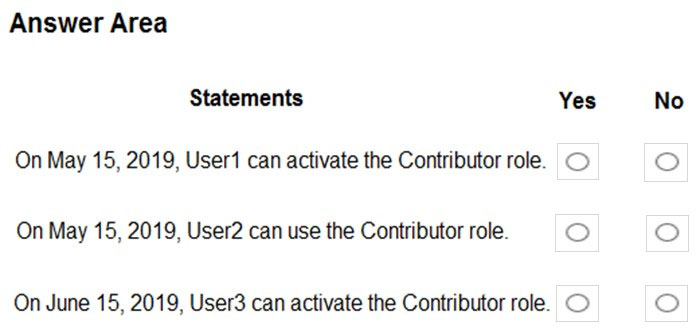 Answer Area
Statements Yes No
On May 15, 2019, User1 can activate the Contributor role.
On May 15, 2019, User2 can use the Contributor role.
On June 15, 2019, User3 can activate the Contributor role.